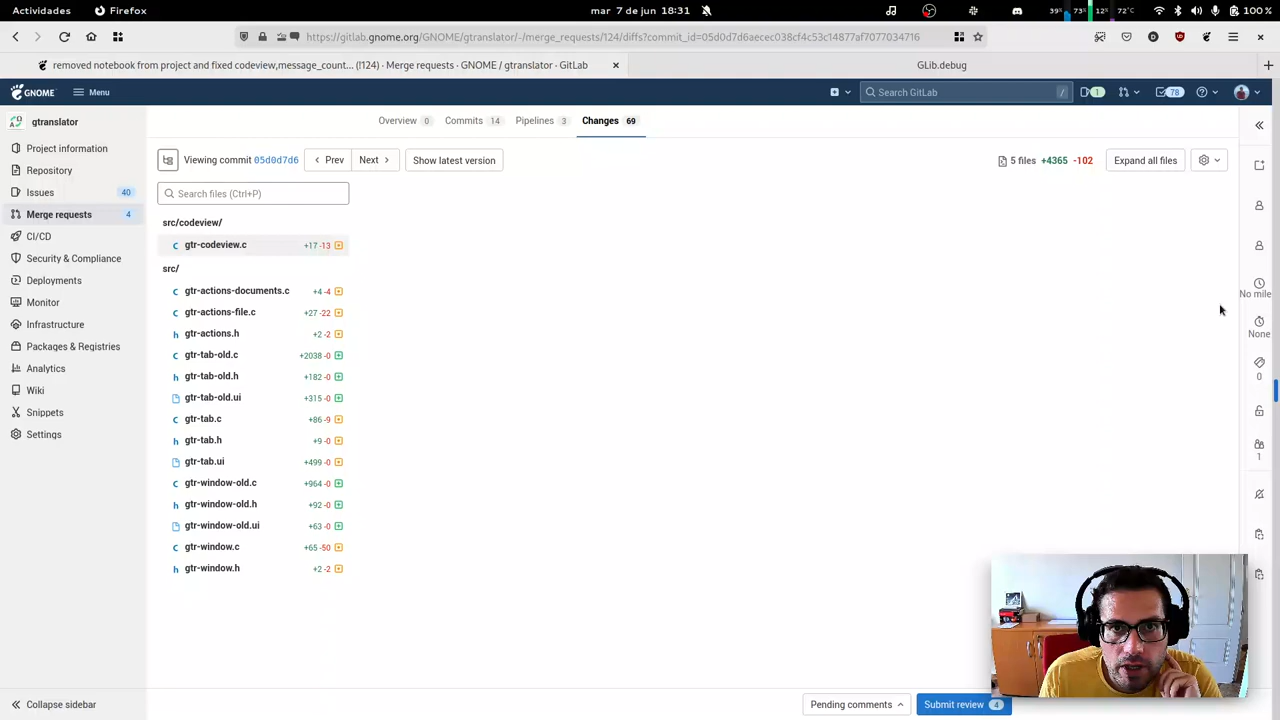 Actividades
Firefox
mar 7 de jun 18:31
39%
73%
12%
72%
100 %
https://gitlab.gnome.org/GNOME/gtranslator/-/merge_requests/124/diffs?commit_id=05d0d7d6aecec038cf4c53c14877af7077034716
removed notebook from project and fixed codeview,message_count... (!124) · Merge requests · GNOME / gtranslator · GitLab
GLib.debug
GNOME
Menu
Search GitLab
/
1
78
gtranslator
Overview 0
Commits 14
Pipelines 3
Changes 69
Project information
Repository
Issues 40
Merge requests 4
CI/CD
Security & Compliance
Deployments
Monitor
Infrastructure
Packages & Registries
Analytics
Wiki
Snippets
Settings
Collapse sidebar
Viewing commit 05d0d7d6
Prev
Next
Show latest version
5 files +4365 -102
Expand all files
Search files (Ctrl+P)
src/codeview/
gtr-codeview.c +17 -13
src/
gtr-actions-documents.c +4 -4
gtr-actions-file.c +27 -22
gtr-actions.h +2 -2
gtr-tab-old.c +2038 -0
gtr-tab-old.h +182 -0
gtr-tab-old.ui +315 -0
gtr-tab.c +86 -9
gtr-tab.h +9 -0
gtr-tab.ui +499 -0
gtr-window-old.c +964 -0
gtr-window-old.h +92 -0
gtr-window-old.ui +63 -0
gtr-window.c +65 -50
gtr-window.h +2 -2
No mile
None
0
1
Pending comments
Submit review 4